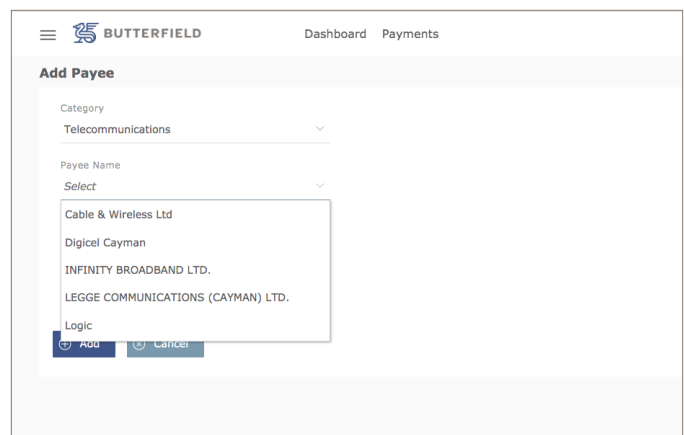 BUTTERFIELD Dashboard Payments
Add Payee
Category
Telecommunications
Payee Name
Select
Cable & Wireless Ltd
Digicel Cayman
INFINITY BROADBAND LTD.
LEGGE COMMUNICATIONS (CAYMAN) LTD.
Logic
Add Cancel